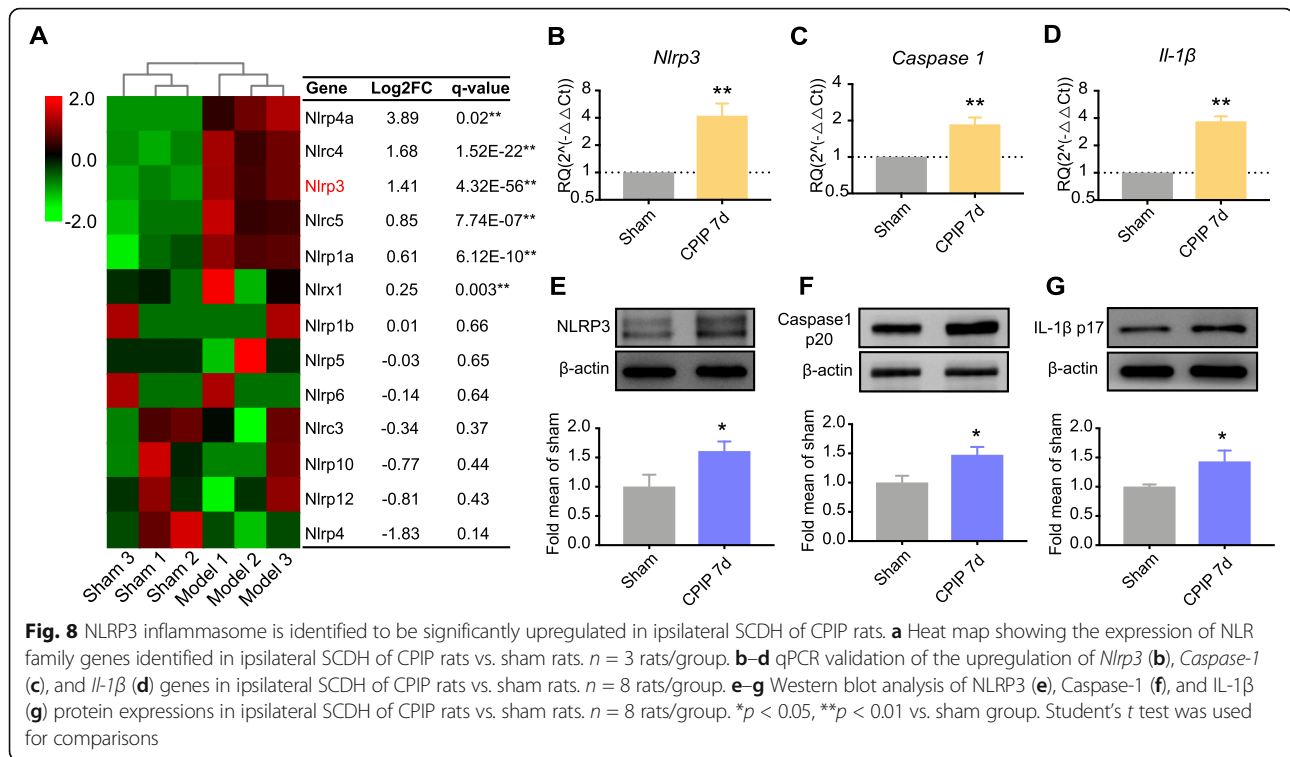 A
2.0
0.0
-2.0
Gene Log2FC q-value
Nlrp4a 3.89 0.02**
Nlrc4 1.68 1.52E-22**
Nlrp3 1.41 4.32E-56**
Nlrc5 0.85 7.74E-07**
Nlrp1a 0.61 6.12E-10**
Nlrx1 0.25 0.003**
Nlrp1b 0.01 0.66
Nlrp5 -0.03 0.65
Nlrp6 -0.14 0.64
Nlrc3 -0.34 0.37
Nlrp10 -0.77 0.44
Nlrp12 -0.81 0.43
Nlrp4 -1.83 0.14
Sham 3 Sham 1 Sham 2 Model 1 Model 2 Model 3
B
Nlrp3
RQ(2^(-△△Ct))
8
4
2
1
0.5
**
Sham CPIP 7d
C
Caspase 1
RQ(2^(-△△Ct))
4
2
1
0.5
**
Sham CPIP 7d
D
Il-1β
RQ(2^(-△△Ct))
8
4
2
1
0.5
**
Sham CPIP 7d
E
NLRP3
β-actin
Fold mean of sham
2.0
1.5
1.0
0.5
0.0
*
Sham CPIP 7d
F
Caspase1
p20
β-actin
Fold mean of sham
2.0
1.5
1.0
0.5
0.0
*
Sham CPIP 7d
G
IL-1β p17
β-actin
Fold mean of sham
2.0
1.5
1.0
0.5
0.0
*
Sham CPIP 7d
Fig. 8 NLRP3 inflammasome is identified to be significantly upregulated in ipsilateral SCDH of CPIP rats. a Heat map showing the expression of NLR
family genes identified in ipsilateral SCDH of CPIP rats vs. sham rats. n = 3 rats/group. b–d qPCR validation of the upregulation of Nlrp3 (b), Caspase-1
(c), and Il-1β (d) genes in ipsilateral SCDH of CPIP rats vs. sham rats. n = 8 rats/group. e–g Western blot analysis of NLRP3 (e), Caspase-1 (f), and IL-1β
(g) protein expressions in ipsilateral SCDH of CPIP rats vs. sham rats. n = 8 rats/group. *p < 0.05, **p < 0.01 vs. sham group. Student's t test was used
for comparisons